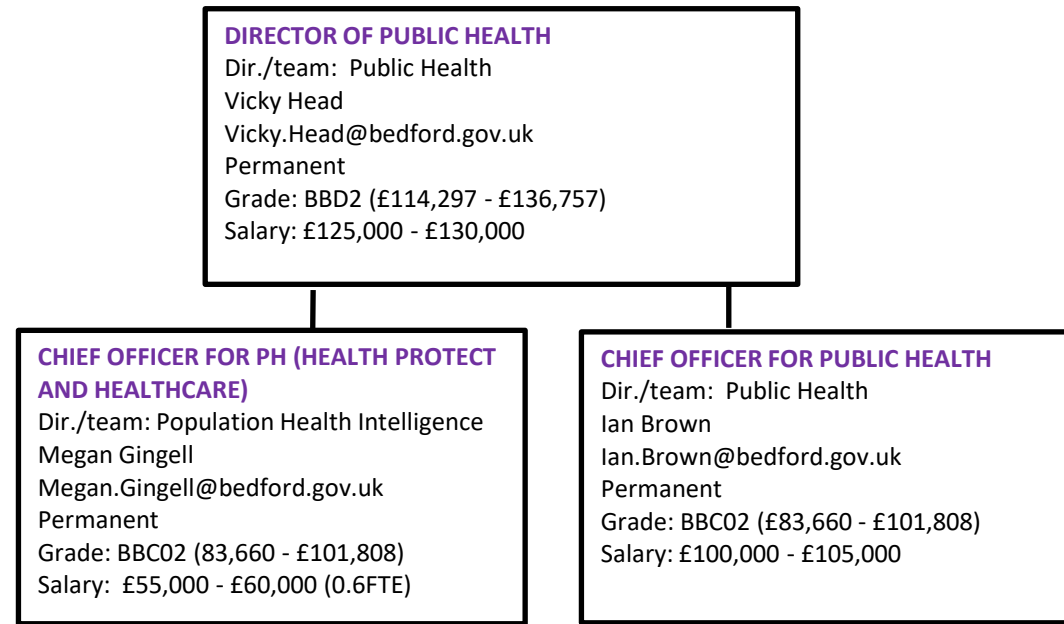 DIRECTOR OF PUBLIC HEALTH
Dir./team: Public Health
Vicky Head
Vicky.Head@bedford.gov.uk
Permanent
Grade: BBD2 (£114,297 - £136,757)
Salary: £125,000 - £130,000
CHIEF OFFICER FOR PH (HEALTH PROTECT
AND HEALTHCARE)
Dir./team: Population Health Intelligence
Megan Gingell
Megan.Gingell@bedford.gov.uk
Permanent
Grade: BBC02 (83,660 - £101,808)
Salary: £55,000 - £60,000 (0.6FTE)
CHIEF OFFICER FOR PUBLIC HEALTH
Dir./team: Public Health
Ian Brown
Ian.Brown@bedford.gov.uk
Permanent
Grade: BBC02 (£83,660 - £101,808)
Salary: £100,000 - £105,000